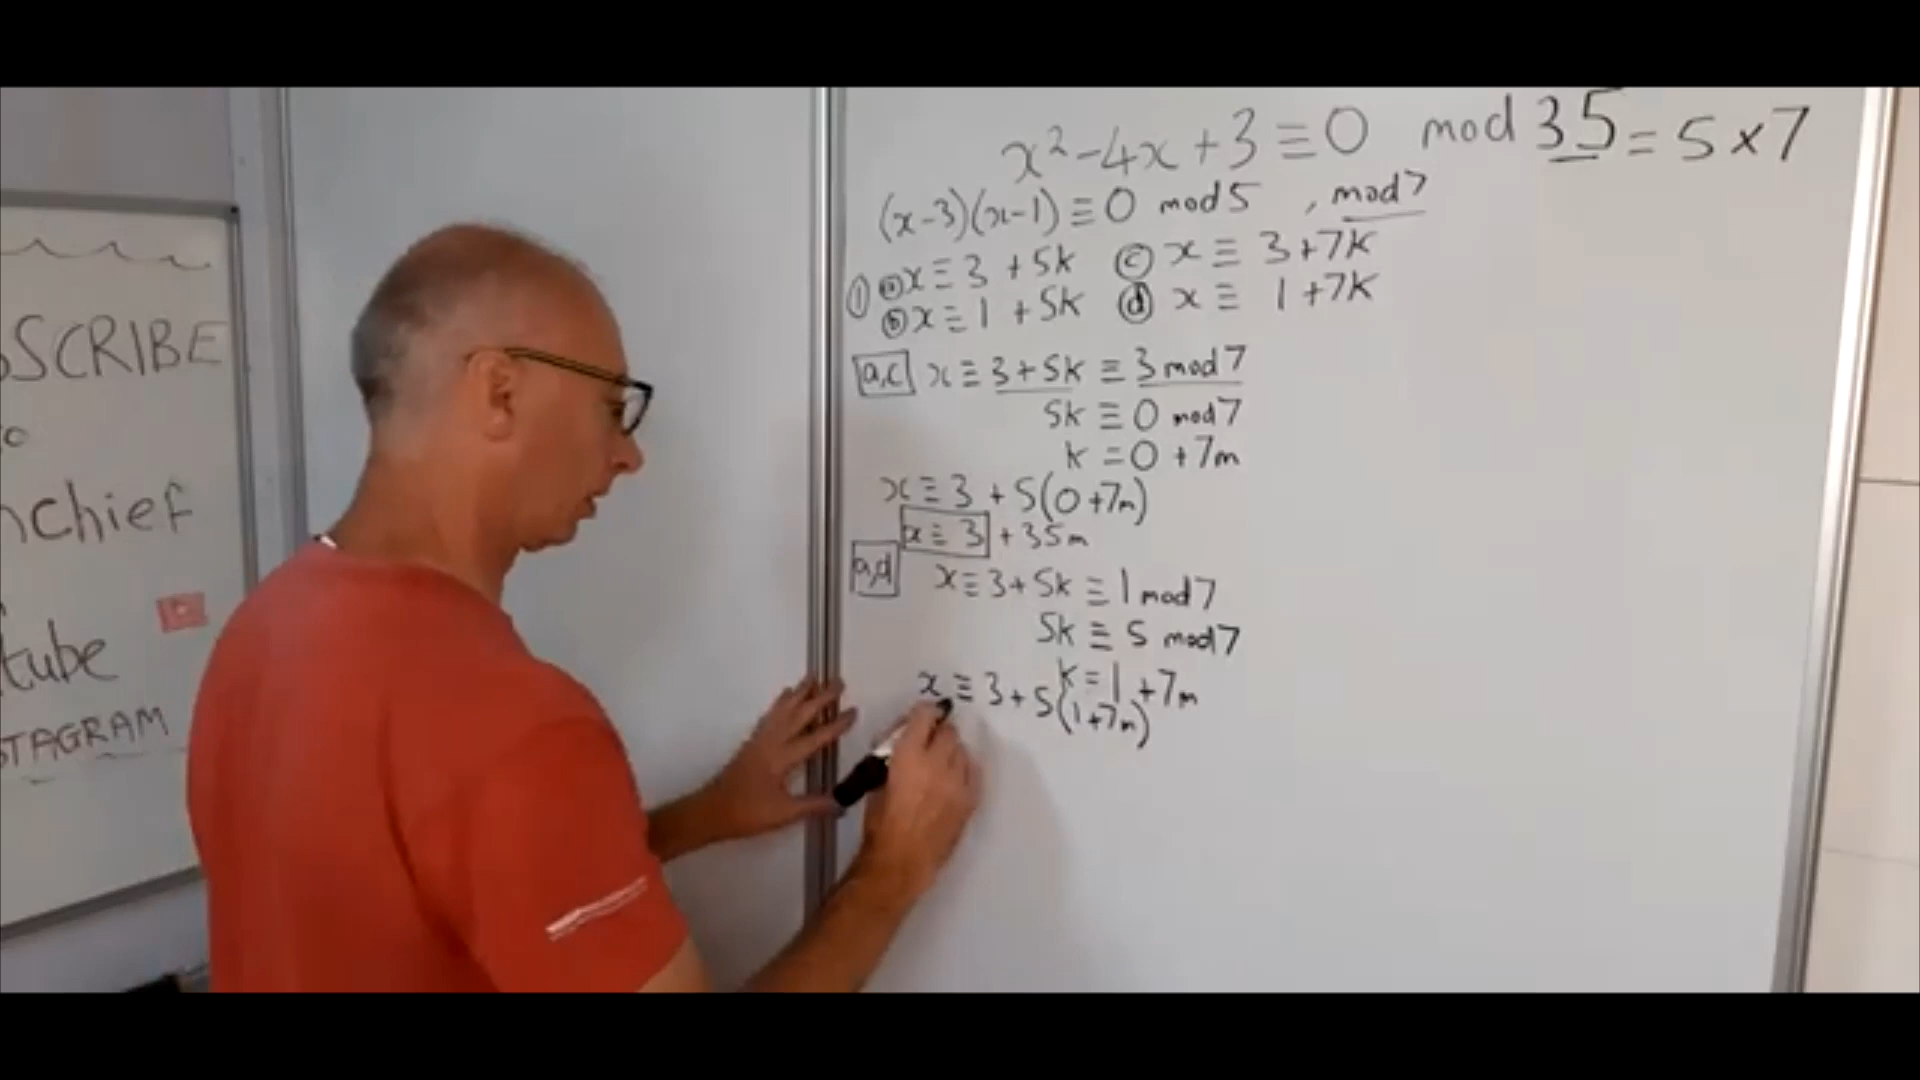 x² - 4x + 3 ≡ 0 mod 35 = 5 x 7
(x-3)(x-1) ≡ 0 mod 5 , mod 7
① ⓐ x ≡ 3 + 5k ⓒ x ≡ 3 + 7k
ⓑ x ≡ 1 + 5k ⓓ x ≡ 1 + 7k
a,c x ≡ 3 + 5k ≡ 3 mod 7
5k ≡ 0 mod 7
k = 0 + 7m
x ≡ 3 + 5(0 + 7m)
x ≡ 3 + 35m
a,d x ≡ 3 + 5k ≡ 1 mod 7
5k ≡ 5 mod 7
k = 1 + 7m
x ≡ 3 + 5(1 + 7m)
SCRIBE
chief
tube
STAGRAM